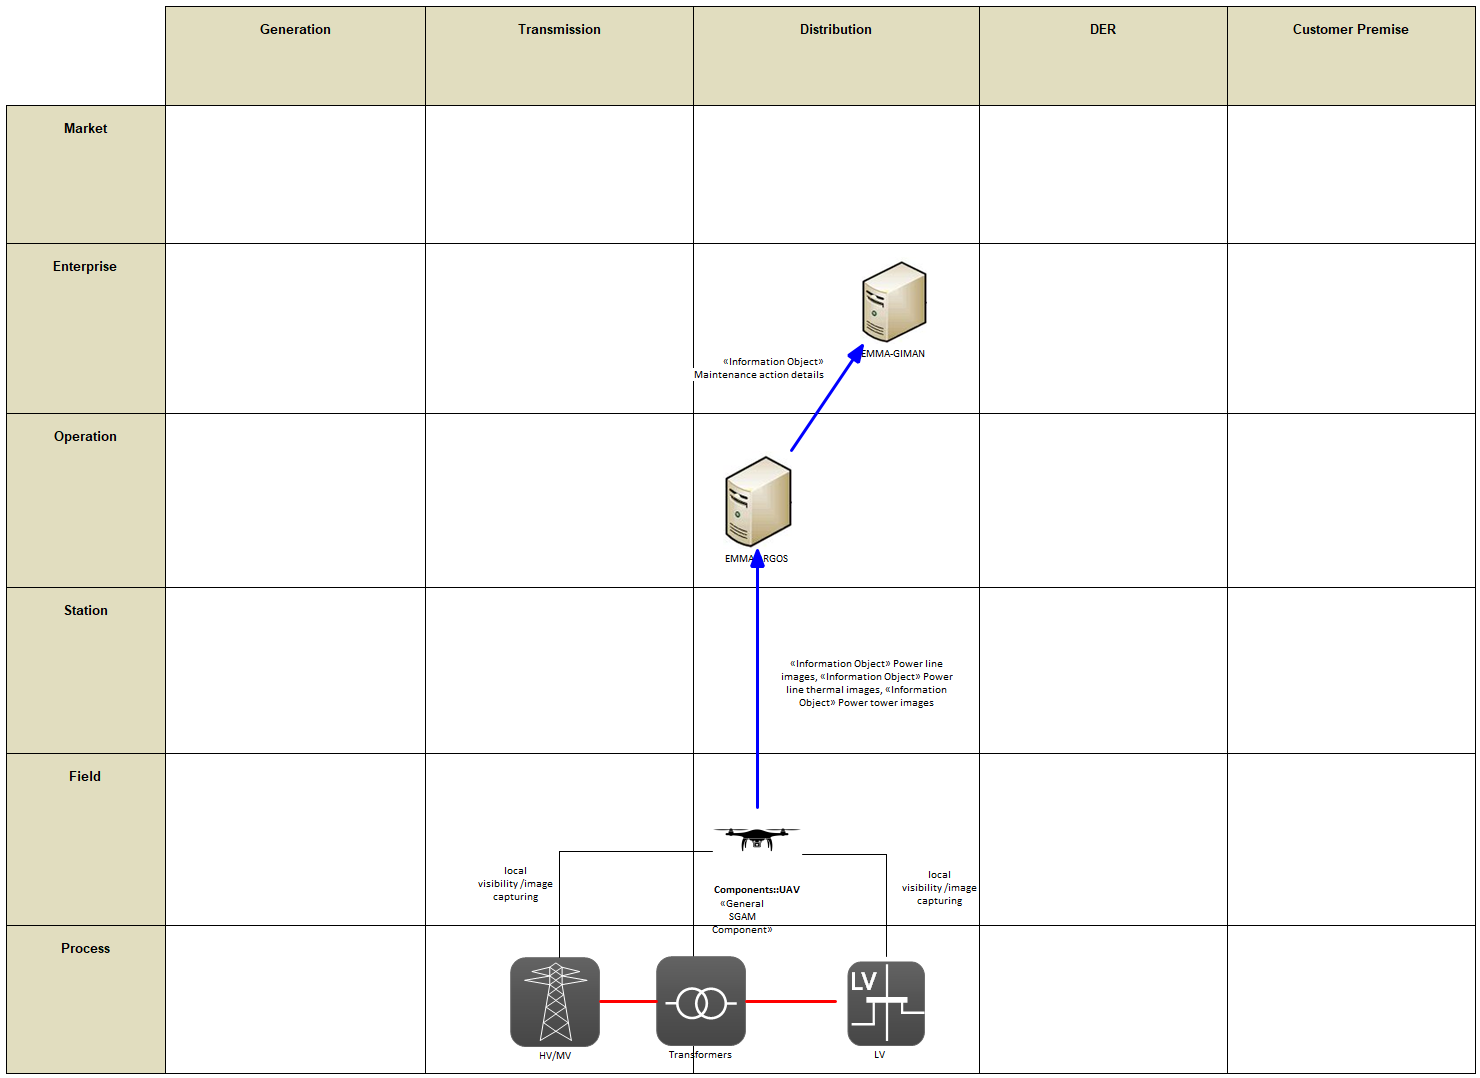 Generation
Transmission
Distribution
DER
Customer Premise
Market
Enterprise
EMMA-GIMAN
«Information Object»
Maintenance action details
Operation
EMMA-ARGOS
Station
«Information Object» Power line
images, «Information Object» Power
line thermal images, «Information
Object» Power tower images
Field
local
visibility /image
capturing
Components::UAV
«General
SGAM
Component»
local
visibility /image
capturing
Process
LV
HV/MV
Transformers
LV